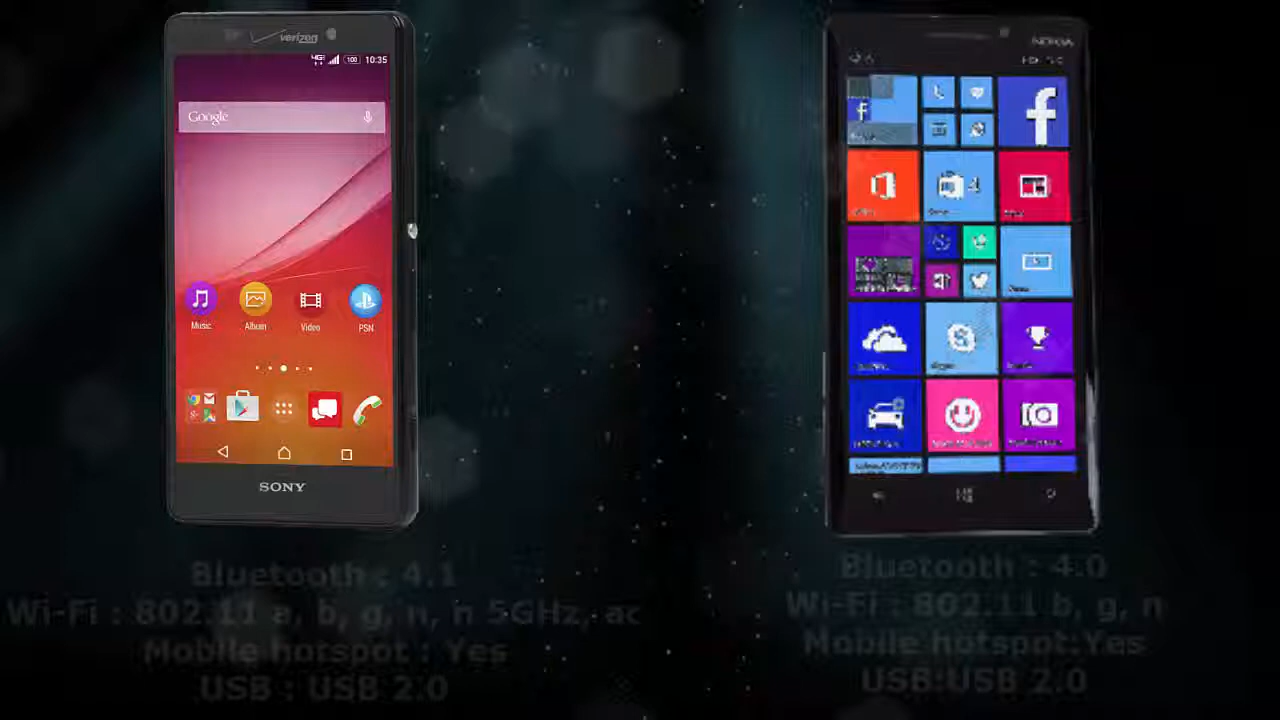 verizon
4G 100 10:35
Google
Music Album Video PSN
SONY
Bluetooth : 4.1
Wi-Fi : 802.11 a, b, g, n, n 5GHz, ac
Mobile hotspot : Yes
USB : USB 2.0
NOKIA
Bluetooth : 4.0
Wi-Fi : 802.11 b, g, n
Mobile hotspot:Yes
USB:USB 2.0